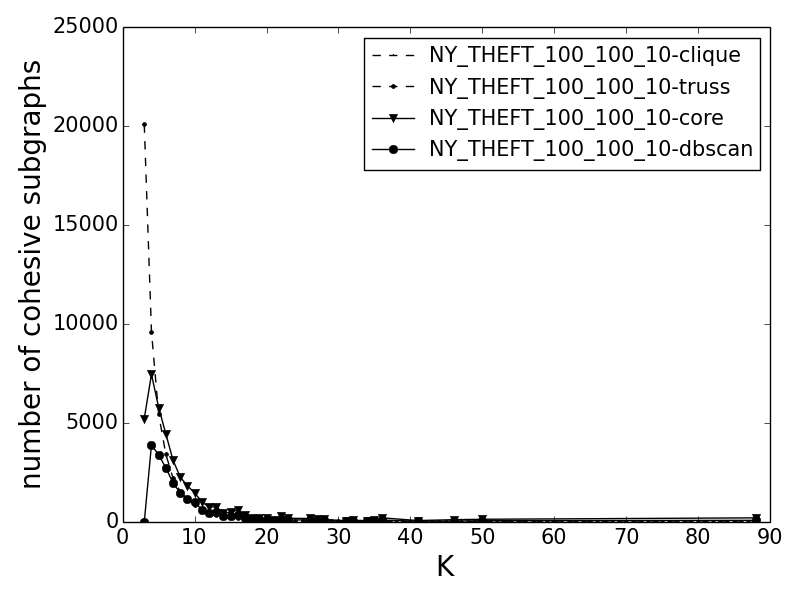 25000
20000
15000
10000
5000
0
number of cohesive subgraphs
NY_THEFT_100_100_10-clique
NY_THEFT_100_100_10-truss
NY_THEFT_100_100_10-core
NY_THEFT_100_100_10-dbscan
0 10 20 30 40 50 60 70 80 90
K